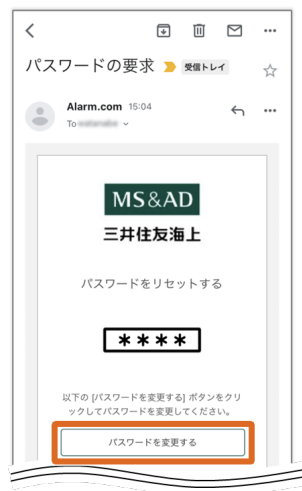 パスワードの要求 受信トレイ
Alarm.com 15:04
To
MS&AD
三井住友海上
パスワードをリセットする
****
以下の [パスワードを変更する] ボタンをクリ
ックしてパスワードを変更してください。
パスワードを変更する